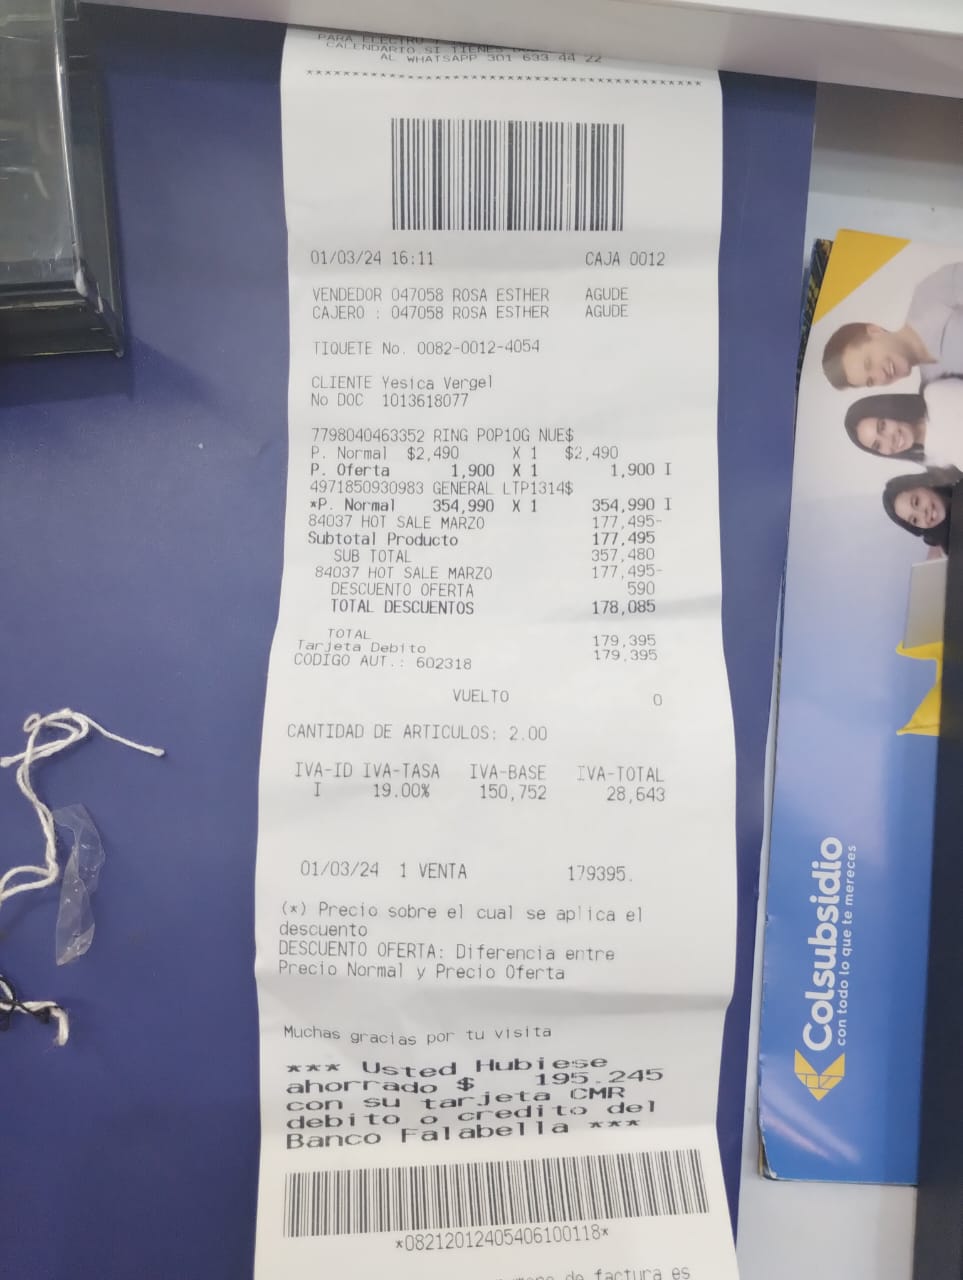 PARA ELECTRO
CALENDARIO.SI TIENES
AL WHATSAPP 301 633 44 22
01/03/24 16:11 CAJA 0012
VENDEDOR 047058 ROSA ESTHER AGUDE
CAJERO : 047058 ROSA ESTHER AGUDE
TIQUETE No. 0082-0012-4054
CLIENTE Yesica Vergel
No DOC 1013618077
7798040463352 RING POP10G NUE$
P. Normal $2,490 X 1 $2,490
P. Oferta 1,900 X 1 1,900 I
4971850930983 GENERAL LTP1314$
*P. Normal 354,990 X 1 354,990 I
84037 HOT SALE MARZO 177,495-
Subtotal Producto 177,495
SUB TOTAL 357,480
84037 HOT SALE MARZO 177,495-
DESCUENTO OFERTA 590
TOTAL DESCUENTOS 178,085
TOTAL 179,395
Tarjeta Debito 179,395
CODIGO AUT.: 602318
VUELTO 0
CANTIDAD DE ARTICULOS: 2.00
IVA-ID IVA-TASA IVA-BASE IVA-TOTAL
I 19.00% 150,752 28,643
01/03/24 1 VENTA 179395.
(*) Precio sobre el cual se aplica el
descuento
DESCUENTO OFERTA: Diferencia entre
Precio Normal y Precio Oferta
Muchas gracias por tu visita
*** Usted Hubiese
ahorrado $ 195.245
con su tarjeta CMR
debito o credito del
Banco Falabella ***
*08212012405406100118*
de factura es
Colsubsidio
con todo lo que te mereces